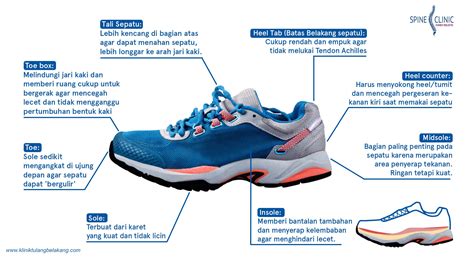 Tali Sepatu:
Lebih kencang di bagian atas
agar dapat menahan sepatu,
lebih longgar ke arah jari kaki.
Heel Tab (Batas Belakang sepatu):
Cukup rendah dan empuk agar
tidak melukai Tendon Achilles
SPINE CLINIC
Toe box:
Melindungi jari kaki dan
memberi ruang cukup untuk
bergerak agar mencegah
lecet dan tidak mengganggu
pertumbuhan bentuk kaki
Heel counter:
Harus menyokong heel/tumit
dan mencegah pergeseran ke-
kanan kiri saat memakai sepatu
Toe:
Sole sedikit
mengangkat di ujung
depan agar sepatu
dapat 'bergulir'
Midsole:
Bagian paling penting pada
sepatu karena merupakan
area penyerap tekanan.
Ringan tetapi kuat.
Sole:
Terbuat dari karet
yang kuat dan tidak licin
Insole:
Memberi bantalan tambahan
dan menyerap kelembaban
agar menghindari lecet.
www.kliniktulangbelakang.com